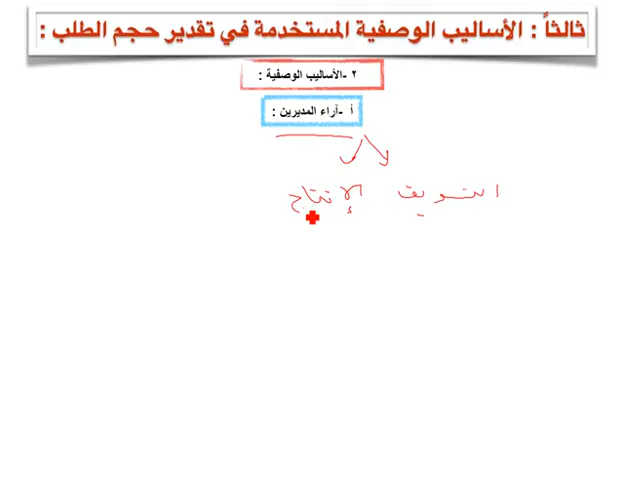 ثالثاً : الأساليب الوصفية المستخدمة في تقدير حجم الطلب :
٢ -الأساليب الوصفية :
أ -آراء المديرين :
التسويق الإنتاج